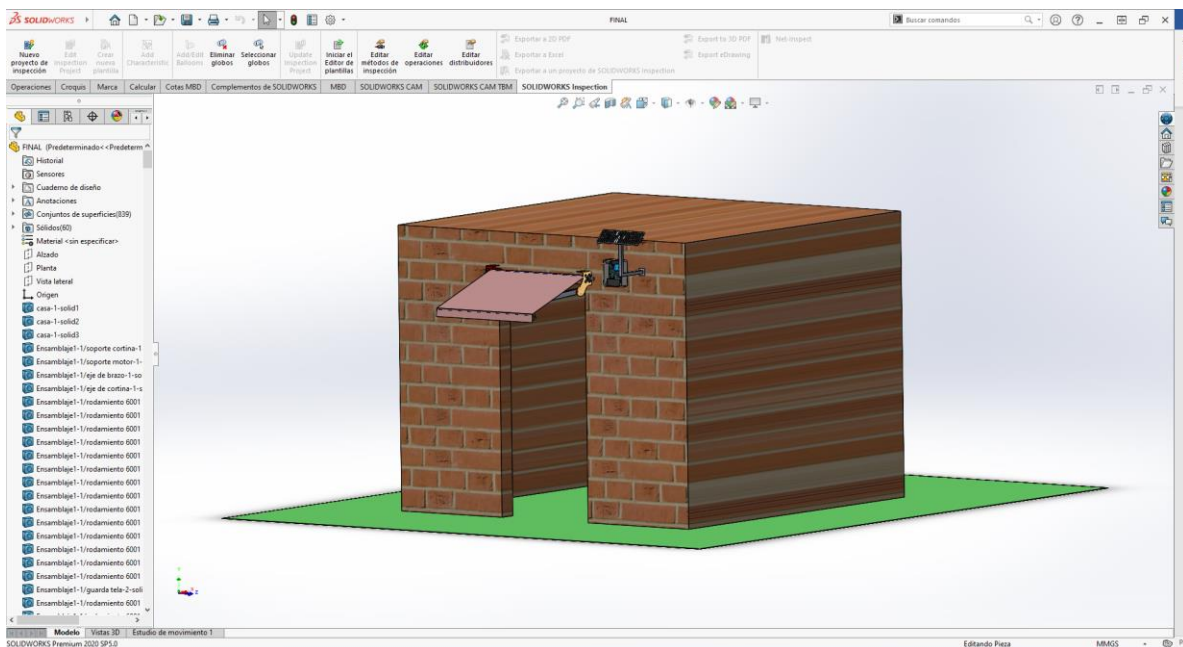 SOLIDWORKS
FINAL
Buscar comandos
Nuevo proyecto de inspección
Edit Inspection Project
Crear nueva plantilla
Add Characteristic
Add/Edit Balloons
Eliminar globos
Seleccionar globos
Update Inspection Project
Iniciar el Editor de plantillas
Editar métodos de inspección
Editar operaciones
Editar distribuidores
Exportar a 2D PDF
Exportar a Excel
Exportar a un proyecto de SOLIDWORKS Inspection
Export to 3D PDF
Export eDrawing
Net-Inspect
Operaciones Croquis Marca Calcular Cotas MBD Complementos de SOLIDWORKS MBD SOLIDWORKS CAM SOLIDWORKS CAM TBM SOLIDWORKS Inspection
FINAL (Predeterminado<<Predeterm
Historial
Sensores
Cuaderno de diseño
Anotaciones
Conjuntos de superficies(839)
Sólidos(60)
Material <sin especificar>
Alzado
Planta
Vista lateral
Origen
casa-1-solid1
casa-1-solid2
casa-1-solid3
Ensamblaje1-1/soporte cortina-1
Ensamblaje1-1/soporte motor-1-
Ensamblaje1-1/eje de brazo-1-so
Ensamblaje1-1/eje de cortina-1-s
Ensamblaje1-1/rodamiento 6001
Ensamblaje1-1/rodamiento 6001
Ensamblaje1-1/rodamiento 6001
Ensamblaje1-1/rodamiento 6001
Ensamblaje1-1/rodamiento 6001
Ensamblaje1-1/rodamiento 6001
Ensamblaje1-1/rodamiento 6001
Ensamblaje1-1/rodamiento 6001
Ensamblaje1-1/rodamiento 6001
Ensamblaje1-1/rodamiento 6001
Ensamblaje1-1/rodamiento 6001
Ensamblaje1-1/rodamiento 6001
Ensamblaje1-1/rodamiento 6001
Ensamblaje1-1/rodamiento 6001
Ensamblaje1-1/guarda tela-2-soli
Ensamblaje1-1/rodamiento 6001
Modelo Vistas 3D Estudio de movimiento 1
SOLIDWORKS Premium 2020 SP5.0
Editando Pieza
MMGS